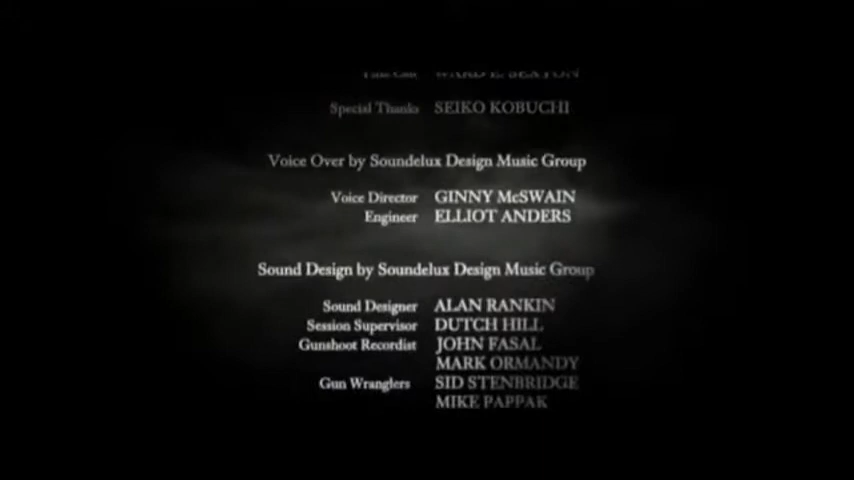 WARD E. SEXTON
Special Thanks SEIKO KOBUCHI
Voice Over by Soundelux Design Music Group
Voice Director GINNY McSWAIN
Engineer ELLIOT ANDERS
Sound Design by Soundelux Design Music Group
Sound Designer ALAN RANKIN
Session Supervisor DUTCH HILL
Gunshoot Recordist JOHN FASAL
MARK ORMANDY
Gun Wranglers SID STENBRIDGE
MIKE PAPPAK